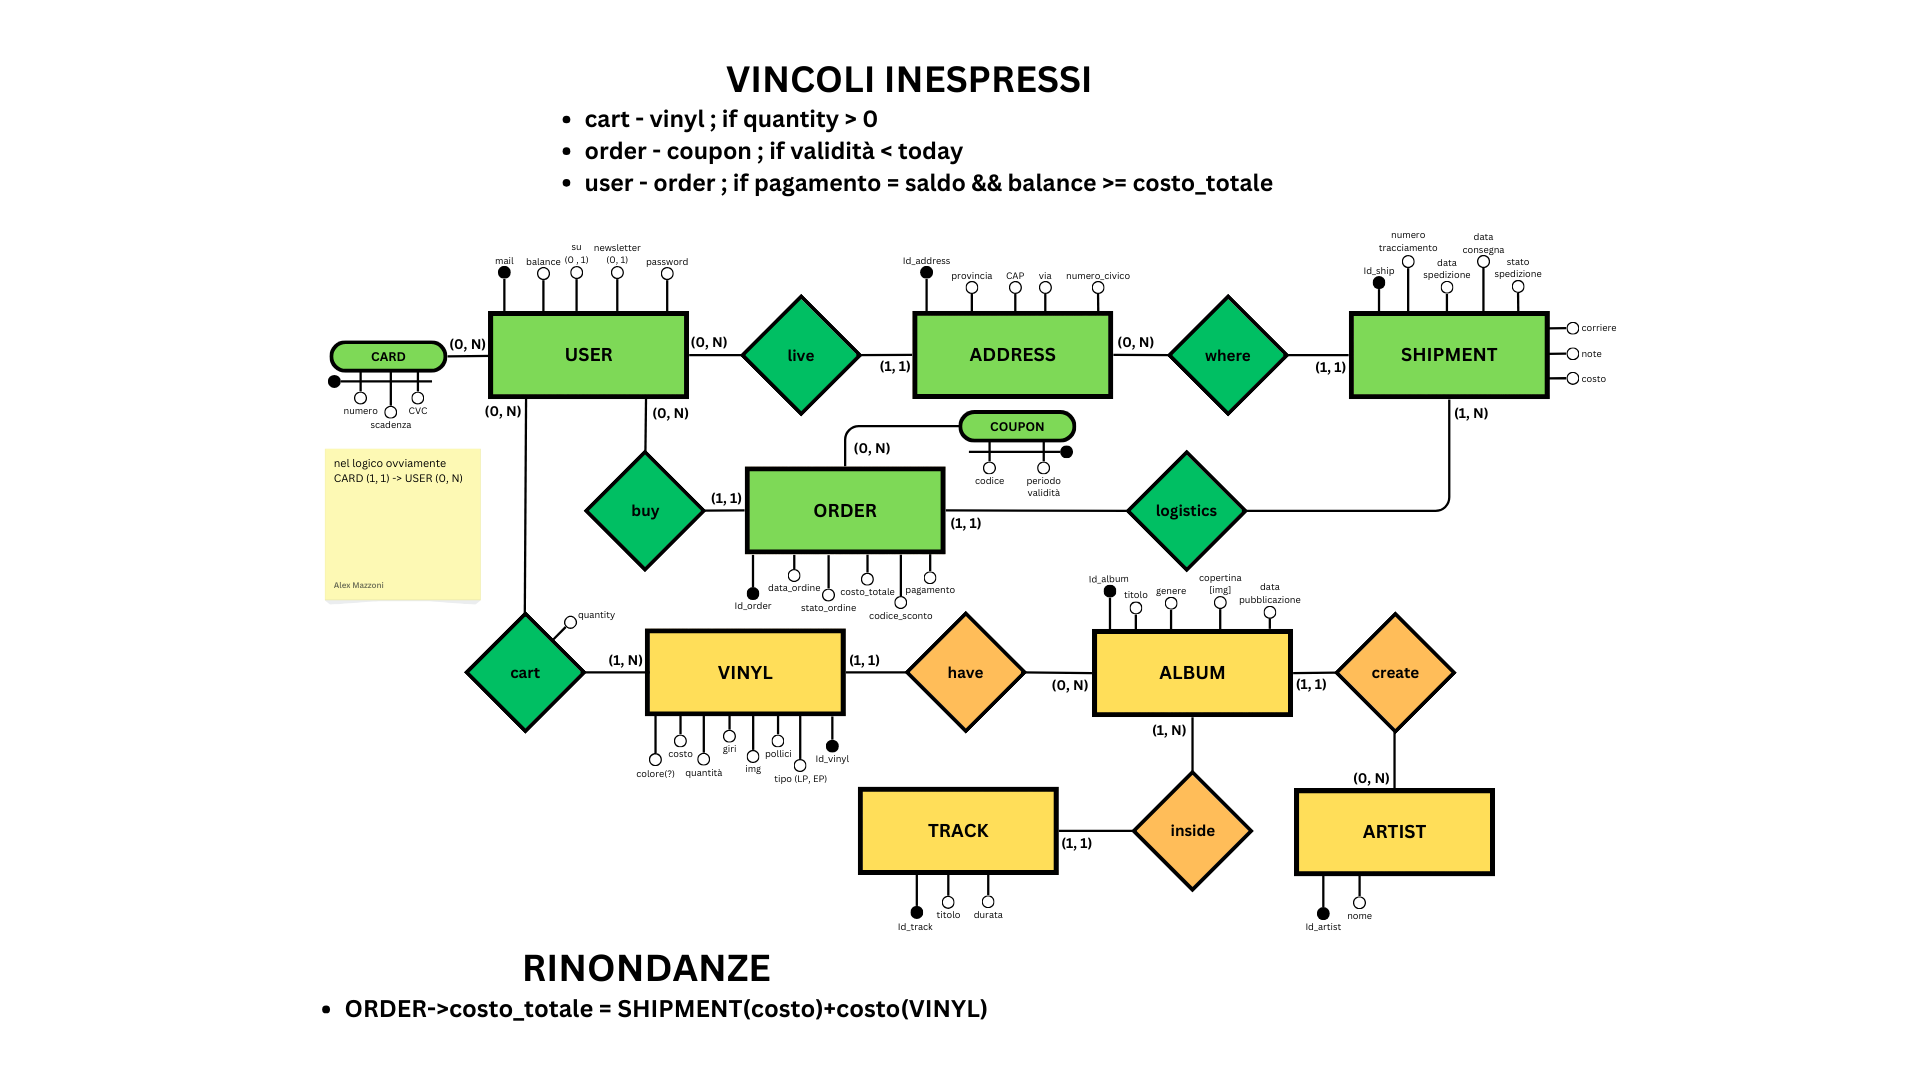 VINCOLI INESPRESSI
• cart - vinyl ; if quantity > 0
• order - coupon ; if validità < today
• user - order ; if pagamento = saldo && balance >= costo_totale
mail
balance
su
(0 , 1)
newsletter
(0, 1)
password
Id_address
provincia
CAP
via
numero_civico
Id_ship
numero
tracciamento
data
spedizione
data
consegna
stato
spedizione
CARD
(0, N)
USER
(0, N)
live
(1, 1)
ADDRESS
(0, N)
where
(1, 1)
SHIPMENT
corriere
note
costo
numero
scadenza
CVC
(0, N)
(0, N)
(1, N)
COUPON
(0, N)
codice
periodo
validità
nel logico ovviamente
CARD (1, 1) -> USER (0, N)
Alex Mazzoni
buy
(1, 1)
ORDER
(1, 1)
logistics
Id_order
data_ordine
stato_ordine
costo_totale
codice_sconto
pagamento
Id_album
titolo
genere
copertina
[img]
data
pubblicazione
quantity
cart
(1, N)
VINYL
(1, 1)
have
(0, N)
ALBUM
(1, 1)
create
colore(?)
costo
quantità
giri
img
pollici
tipo (LP, EP)
Id_vinyl
(1, N)
(0, N)
TRACK
(1, 1)
inside
ARTIST
Id_track
titolo
durata
Id_artist
nome
RINONDANZE
• ORDER->costo_totale = SHIPMENT(costo)+costo(VINYL)